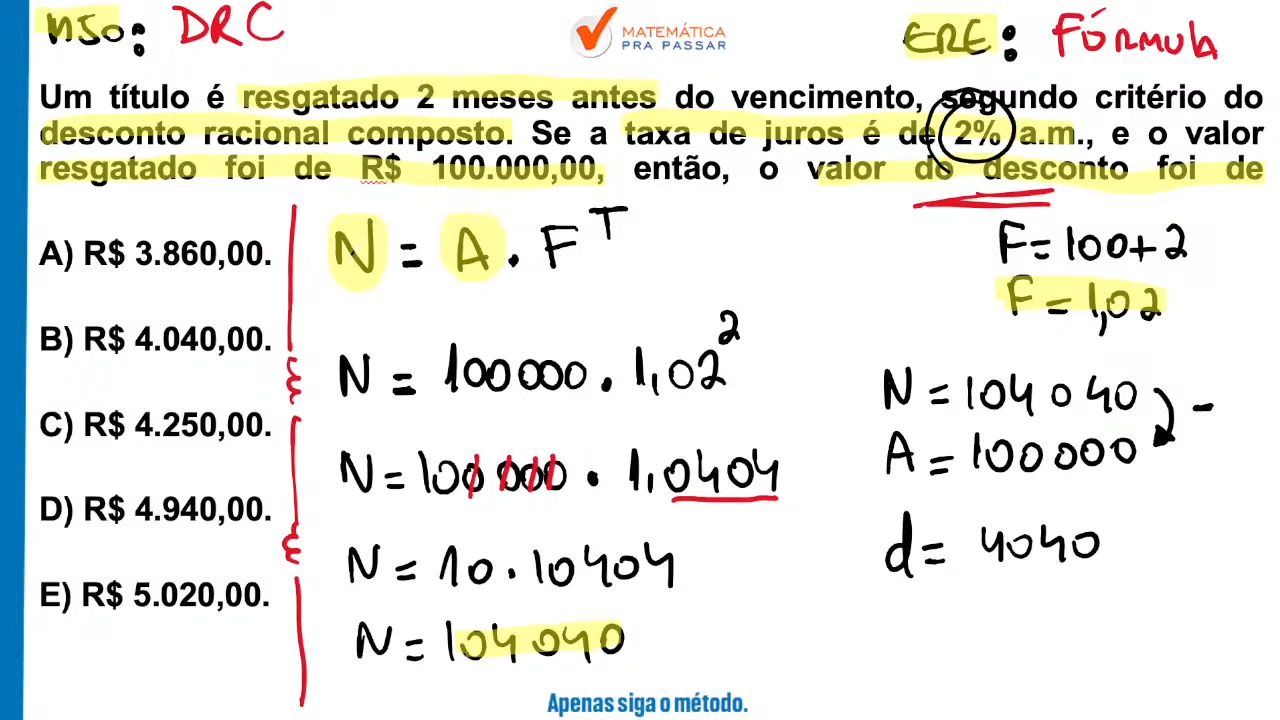 nso: DRC
MATEMÁTICA
PRA PASSAR
ERE: FÓRMULA
Um título é resgatado 2 meses antes do vencimento, segundo critério do
desconto racional composto. Se a taxa de juros é de 2% a.m., e o valor
resgatado foi de R$ 100.000,00, então, o valor do desconto foi de
A) R$ 3.860,00.
B) R$ 4.040,00.
C) R$ 4.250,00.
D) R$ 4.940,00.
E) R$ 5.020,00.
N = A . F^T
N = 100000 . 1,02²
N = 100000 . 1,0404
N = 10 . 10404
N = 104040
F = 100+2
F = 1,02
N = 104040 -
A = 100000
d = 4040
Apenas siga o método.